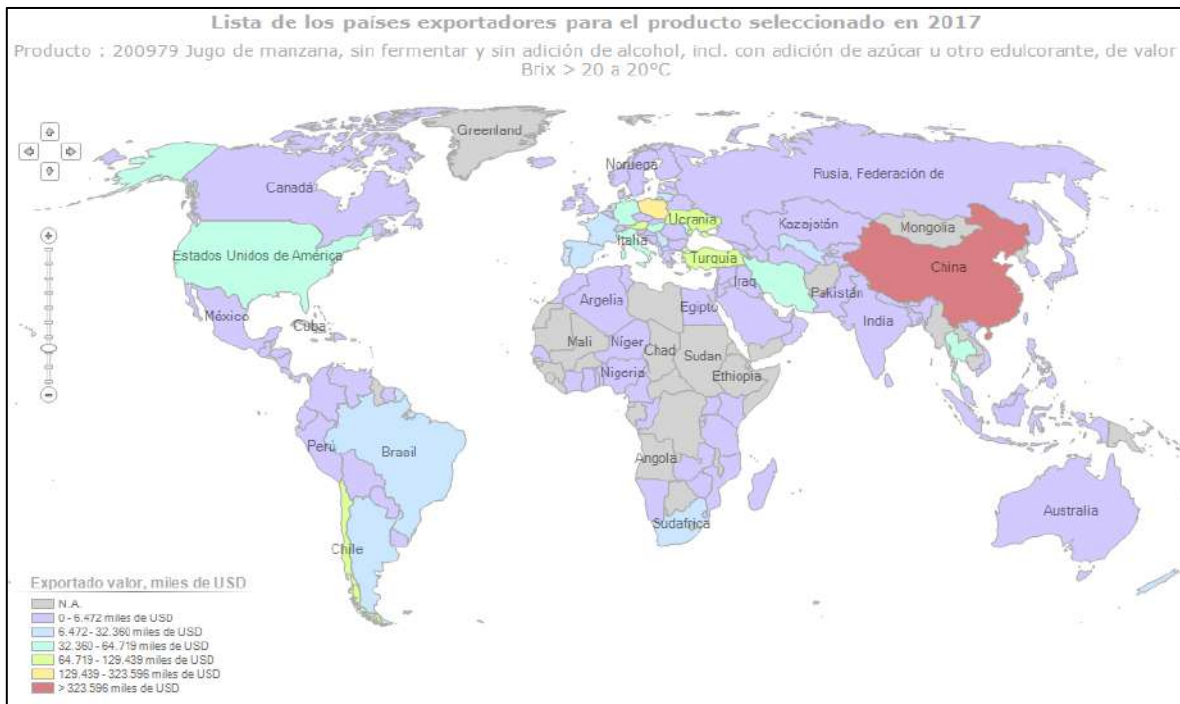 Lista de los países exportadores para el producto seleccionado en 2017
Producto : 200979 Jugo de manzana, sin fermentar y sin adición de alcohol, incl. con adición de azúcar u otro edulcorante, de valor
Brix > 20 a 20°C
Greenland
Canadá
Noruega
Rusia, Federación de
Estados Unidos de América
Italia
Ucrania
Kazajstán
Mongolia
Turquía
China
México
Cuba
Argelia
Egipto
Iraq
Pakistán
India
Mali
Níger
Chad
Sudan
Nigeria
Ethiopia
Perú
Brasil
Angola
Sudafrica
Australia
Chile
Exportado valor, miles de USD
N.A.
0 - 6.472 miles de USD
6.472 - 32.360 miles de USD
32.360 - 64.719 miles de USD
64.719 - 129.439 miles de USD
129.439 - 323.596 miles de USD
> 323.596 miles de USD